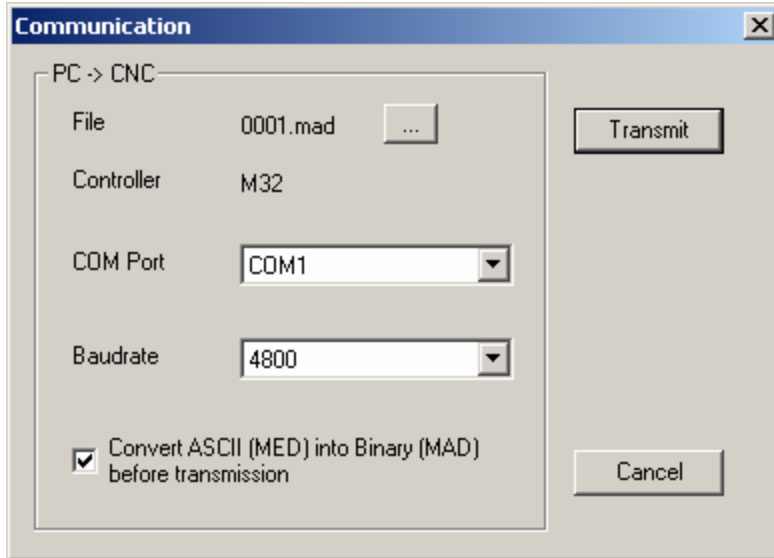 Communication
PC -> CNC
File 0001.mad ...
Transmit
Controller M32
COM Port COM1
Baudrate 4800
Convert ASCII (MED) into Binary (MAD)
before transmission
Cancel